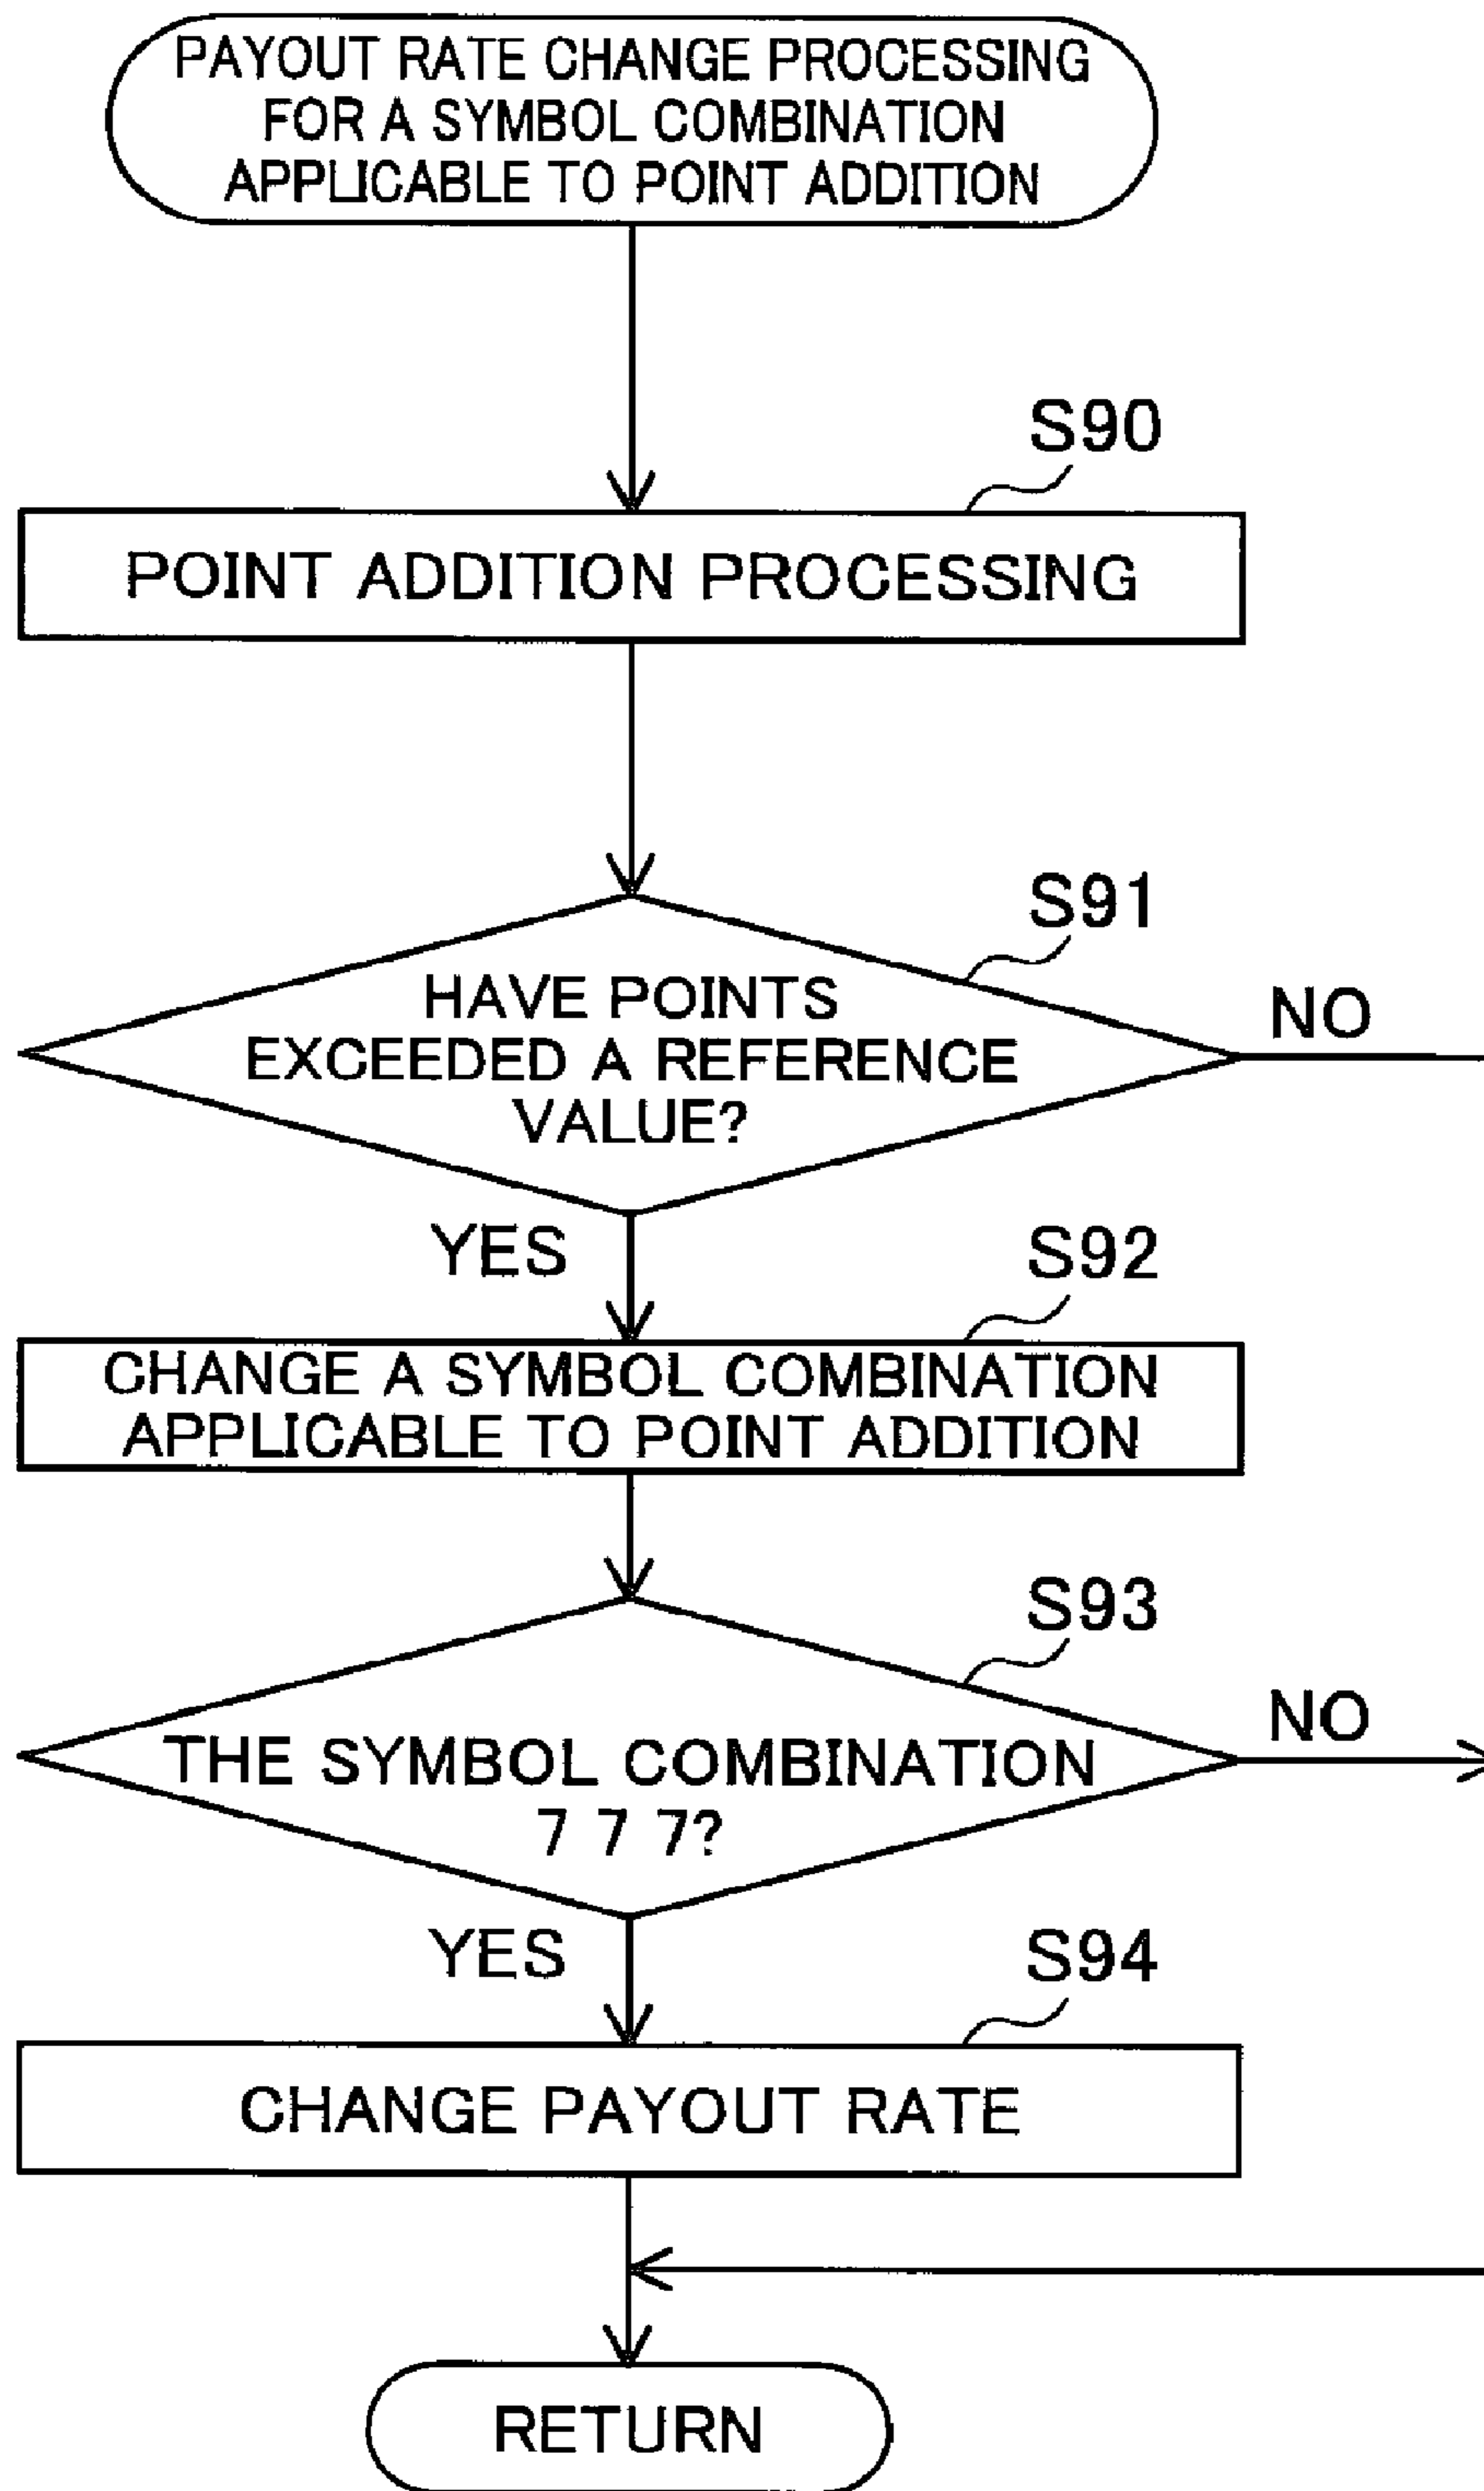 PAYOUT RATE CHANGE PROCESSING
FOR A SYMBOL COMBINATION
APPLICABLE TO POINT ADDITION
S90
POINT ADDITION PROCESSING
S91
HAVE POINTS
EXCEEDED A REFERENCE
VALUE?
NO
YES
S92
CHANGE A SYMBOL COMBINATION
APPLICABLE TO POINT ADDITION
S93
THE SYMBOL COMBINATION
7 7 7?
NO
YES
S94
CHANGE PAYOUT RATE
RETURN